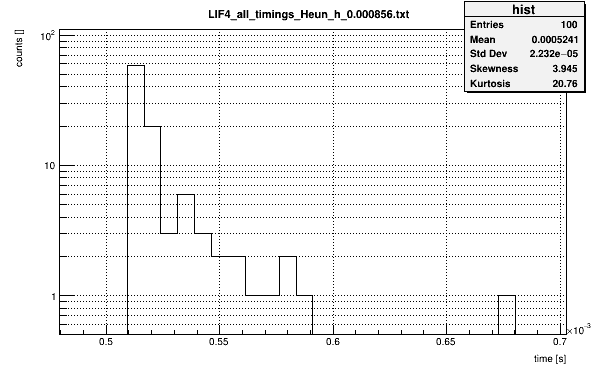 LIF4_all_timings_Heun_h_0.000856.txt
hist
Entries 100
Mean 0.0005241
Std Dev 2.232e−05
Skewness 3.945
Kurtosis 20.76
counts []
10²
10
1
0.5 0.55 0.6 0.65 0.7
×10⁻³
time [s]